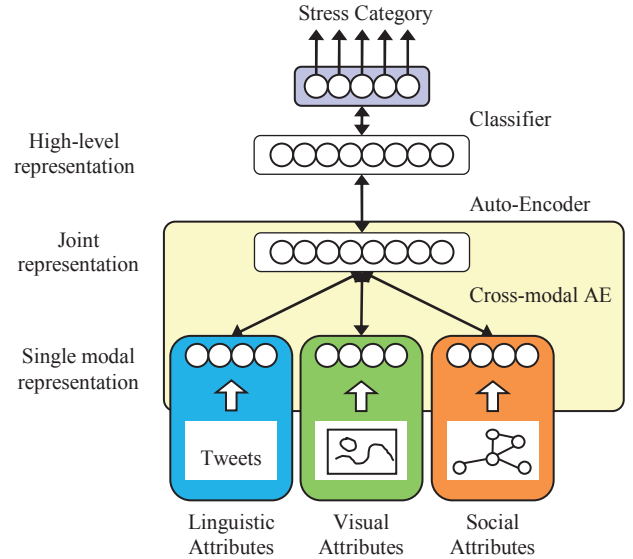 Stress Category
Classifier
High-level
representation
Auto-Encoder
Joint
representation
Cross-modal AE
Single modal
representation
Tweets
Linguistic
Attributes
Visual
Attributes
Social
Attributes